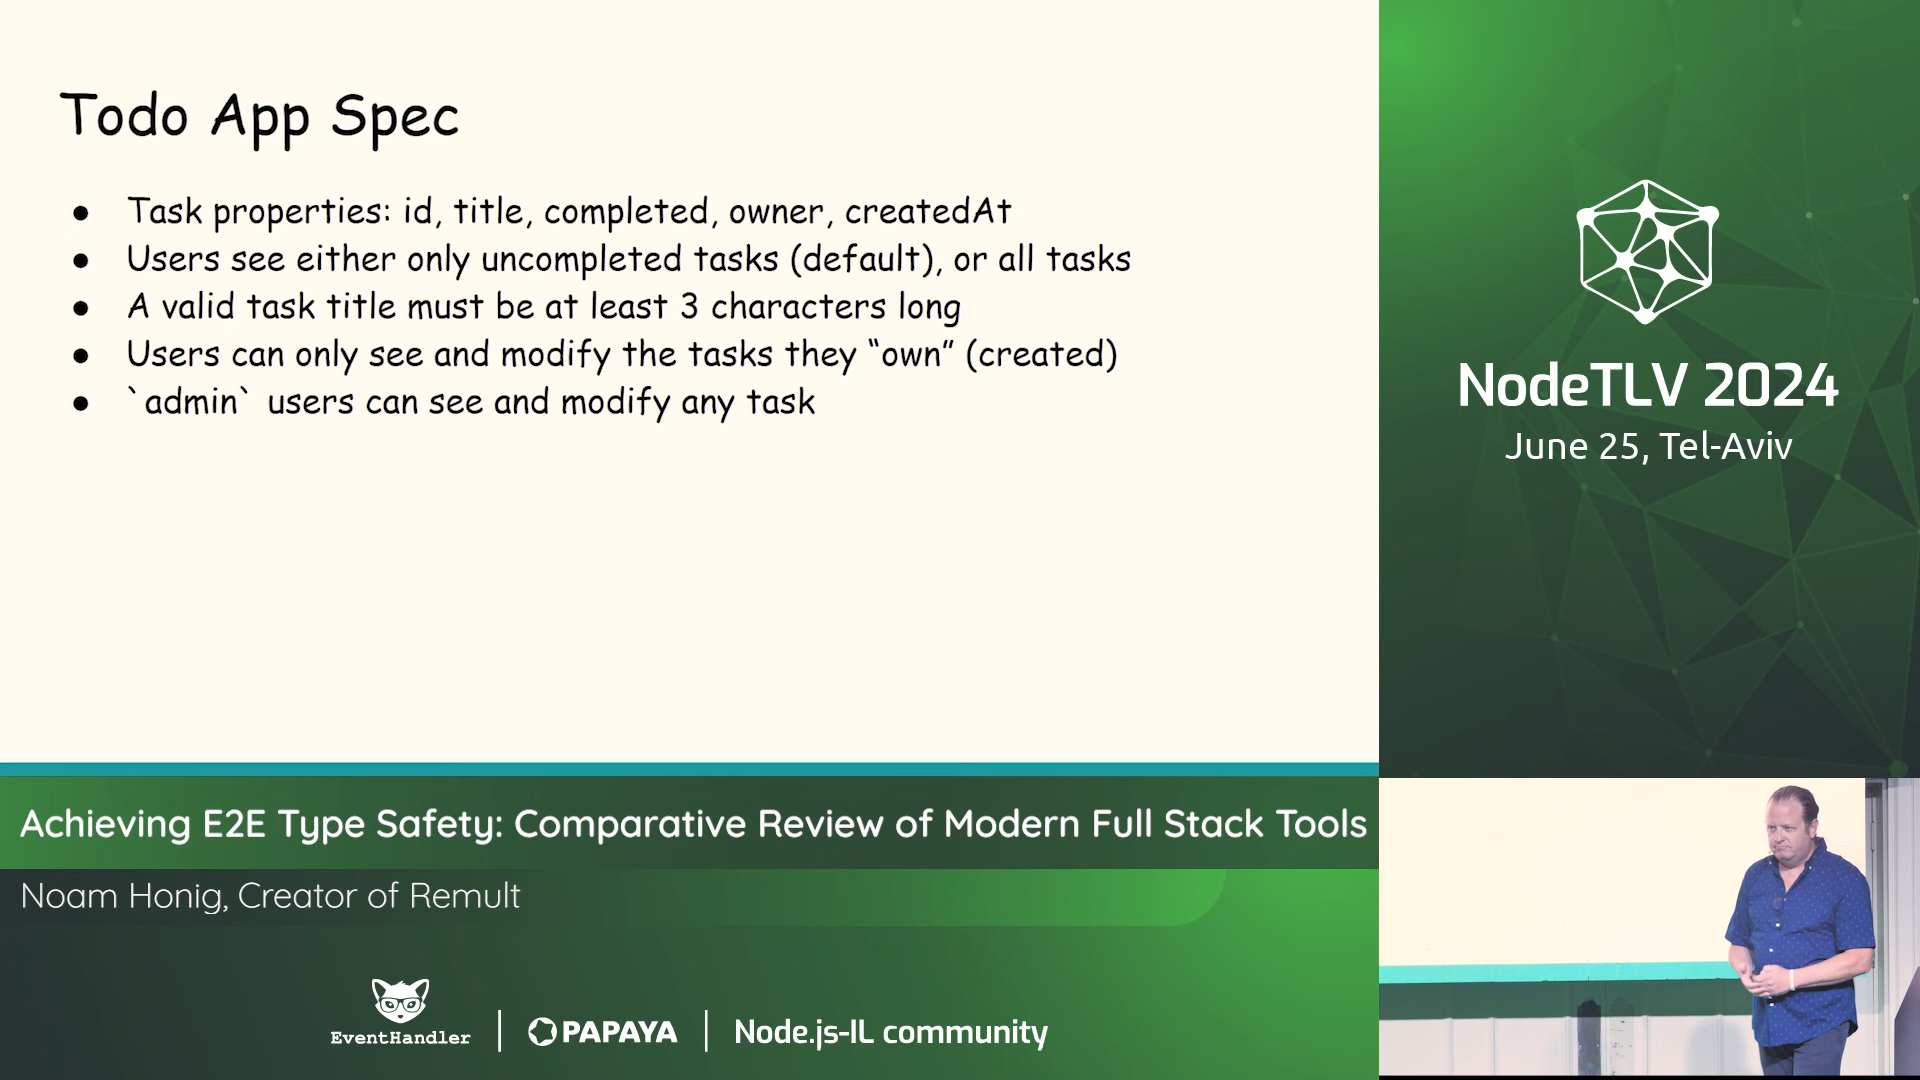 Todo App Spec
● Task properties: id, title, completed, owner, createdAt
● Users see either only uncompleted tasks (default), or all tasks
● A valid task title must be at least 3 characters long
● Users can only see and modify the tasks they “own” (created)
● `admin` users can see and modify any task
NodeTLV 2024
June 25, Tel-Aviv
Achieving E2E Type Safety: Comparative Review of Modern Full Stack Tools
Noam Honig, Creator of Remult
EventHandler
PAPAYA
Node.js-IL community